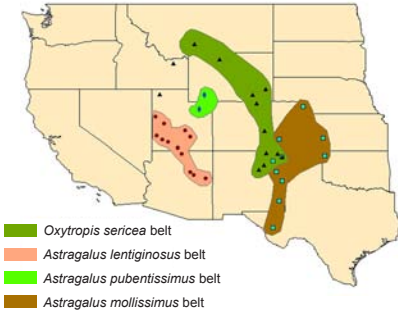 Oxytropis sericea belt
Astragalus lentiginosus belt
Astragalus pubentissimus belt
Astragalus mollissimus belt